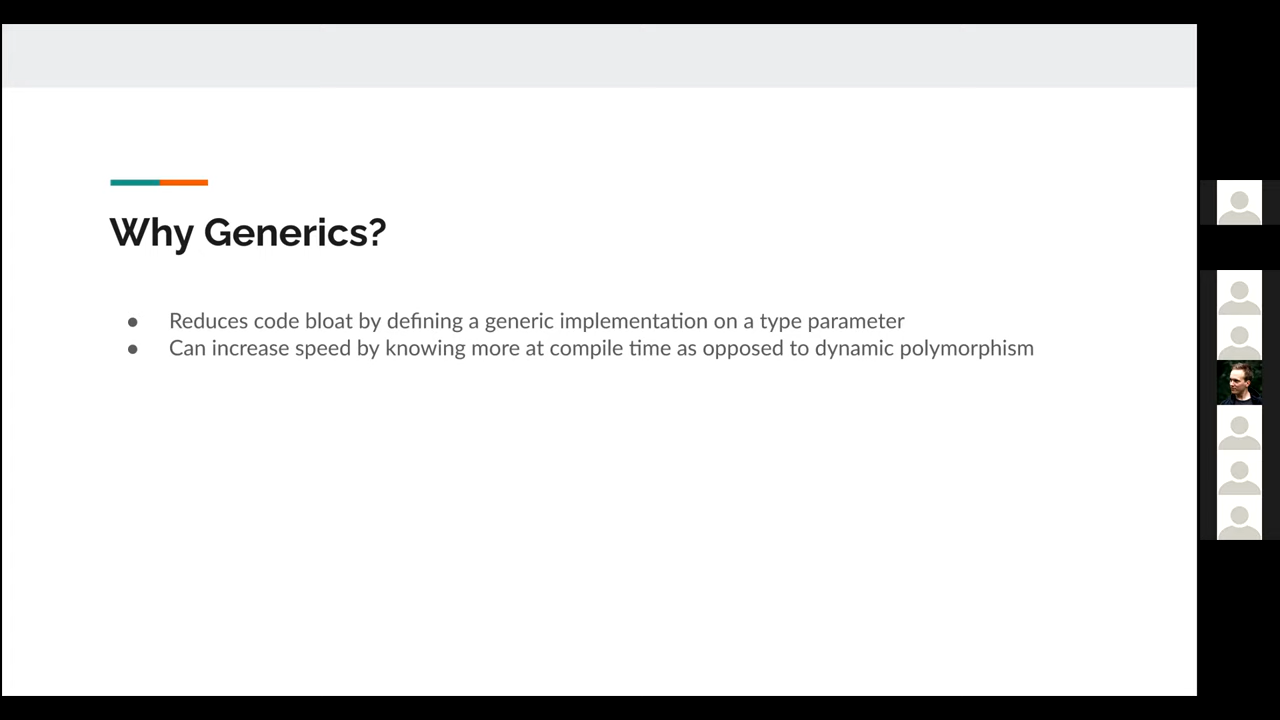 Why Generics?
● Reduces code bloat by defining a generic implementation on a type parameter
● Can increase speed by knowing more at compile time as opposed to dynamic polymorphism